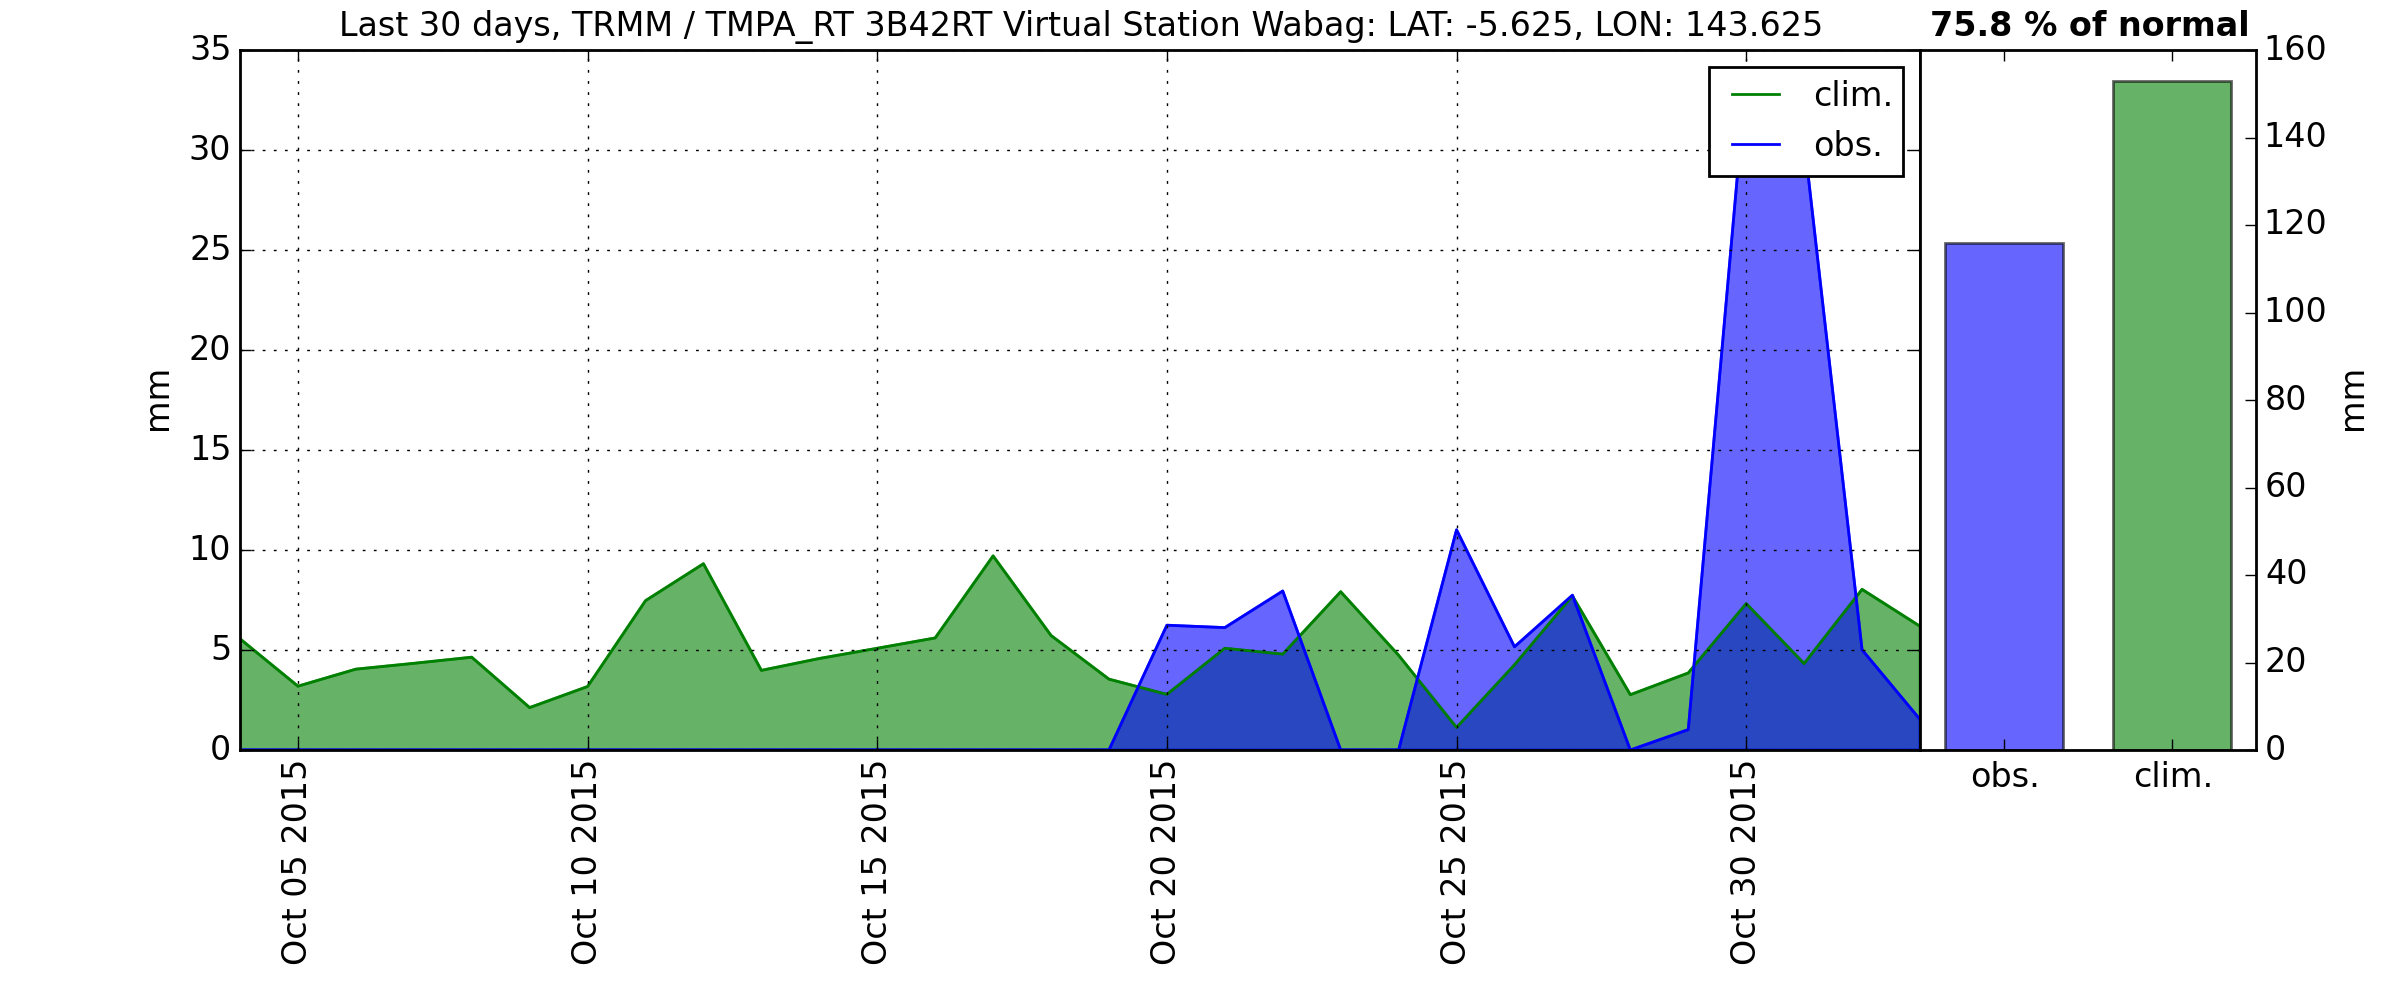 Last 30 days, TRMM / TMPA_RT 3B42RT Virtual Station Wabag: LAT: -5.625, LON: 143.625
75.8 % of normal
35
30
25
20
15
10
5
0
mm
clim.
obs.
160
140
120
100
80
60
40
20
0
mm
Oct 05 2015
Oct 10 2015
Oct 15 2015
Oct 20 2015
Oct 25 2015
Oct 30 2015
obs.
clim.